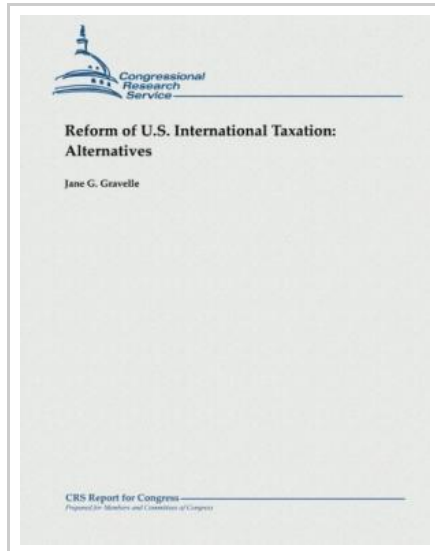 Congressional
Research
Service
Reform of U.S. International Taxation:
Alternatives
Jane G. Gravelle
CRS Report for Congress
Prepared for Members and Committees of Congress